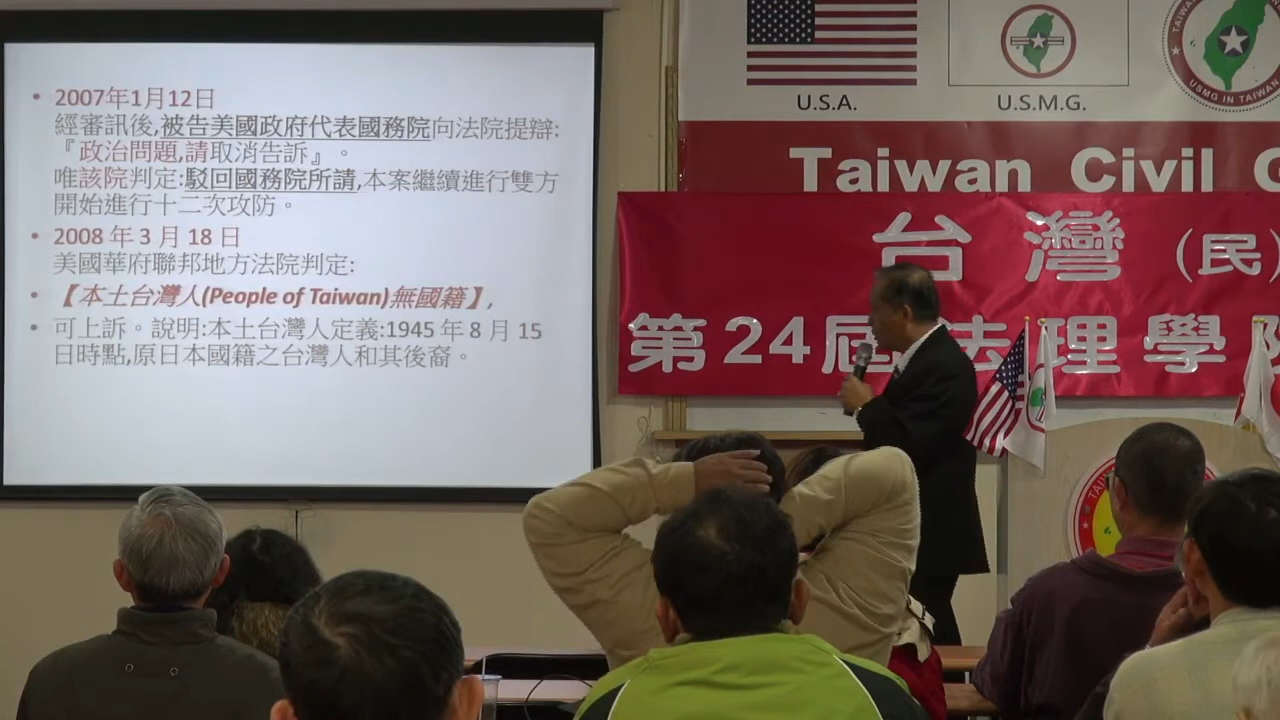 • 2007年1月12日
經審訊後,被告美國政府代表國務院向法院提辯:
『政治問題,請取消告訴』。
唯該院判定:駁回國務院所請,本案繼續進行雙方
開始進行十二次攻防。
• 2008 年 3 月 18 日
美國華府聯邦地方法院判定:
• 【本土台灣人(People of Taiwan)無國籍】,
• 可上訴。說明:本土台灣人定義:1945 年 8 月 15
日時點,原日本國籍之台灣人和其後裔。
U.S.A.
U.S.M.G.
USMG IN TAIWAN
Taiwan Civil G
台灣(民)
第24屆法理學院